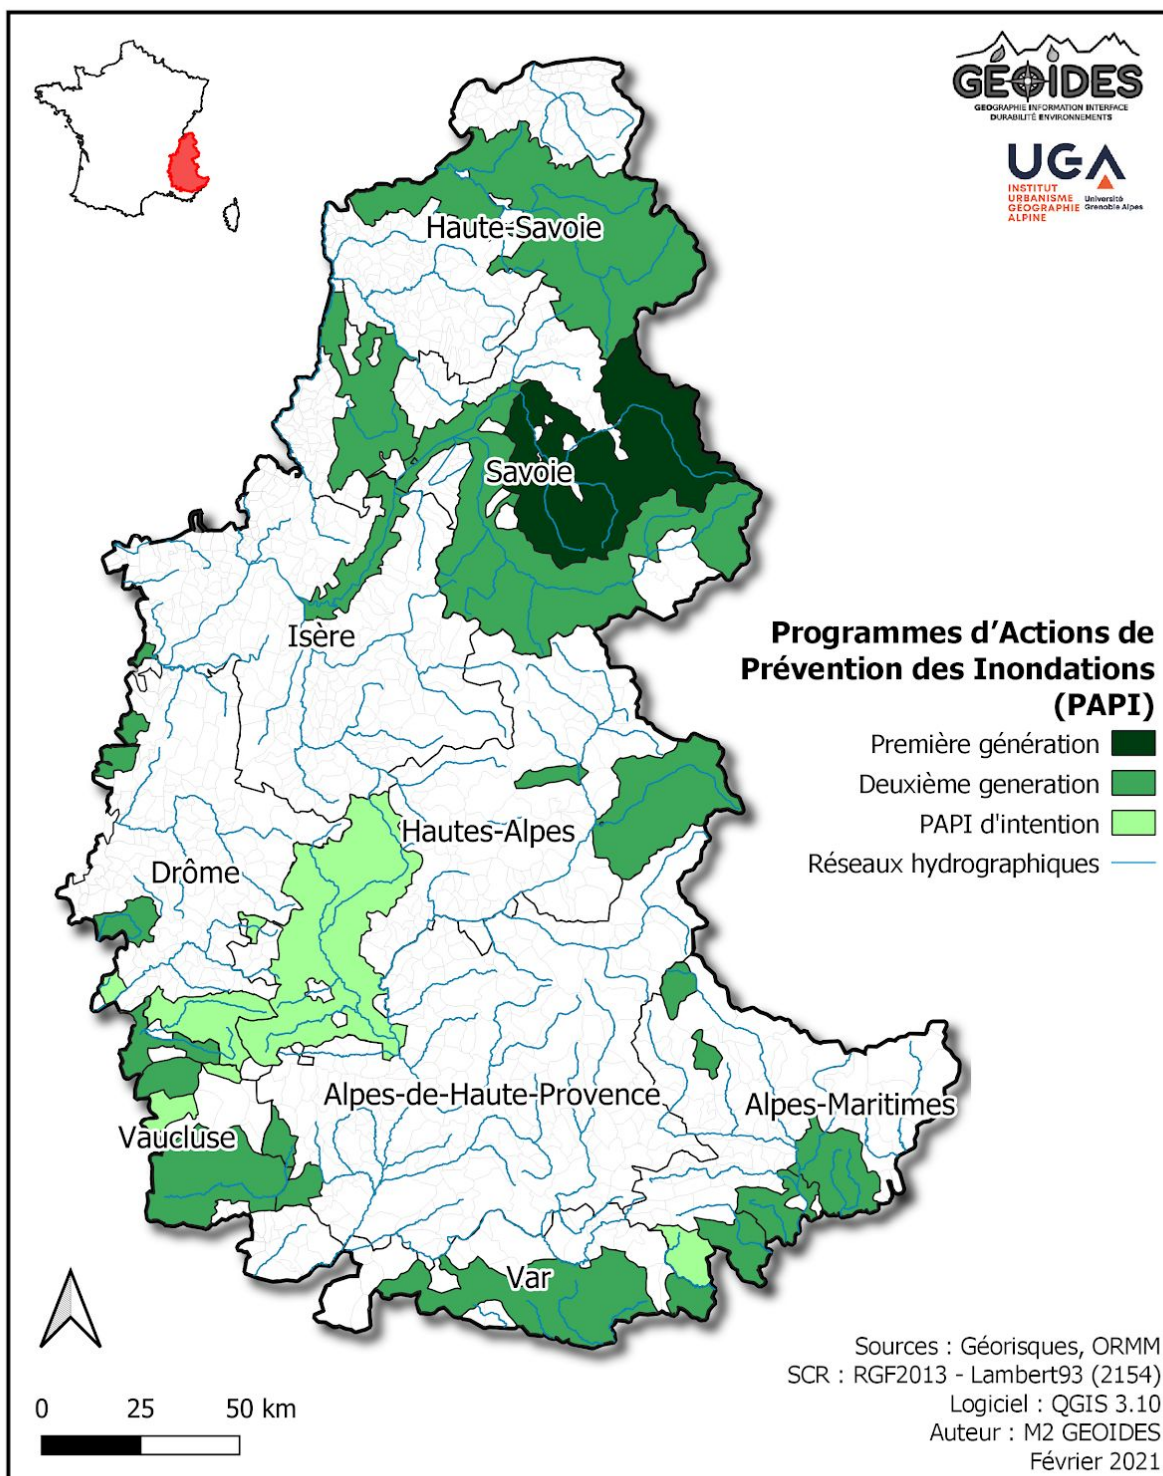 GÉOIDES
GEOGRAPHIE INFORMATION INTERFACE
DURABILITÉ ENVIRONNEMENTS
UGA
INSTITUT
URBANISME
GÉOGRAPHIE
ALPINE
Université
Grenoble Alpes
Haute-Savoie
Savoie
Isère
Programmes d'Actions de
Prévention des Inondations
(PAPI)
Première génération
Deuxième generation
PAPI d'intention
Réseaux hydrographiques
Hautes-Alpes
Drôme
Alpes-de-Haute-Provence
Alpes-Maritimes
Vaucluse
Var
0 25 50 km
Sources : Géorisques, ORMM
SCR : RGF2013 - Lambert93 (2154)
Logiciel : QGIS 3.10
Auteur : M2 GEOIDES
Février 2021